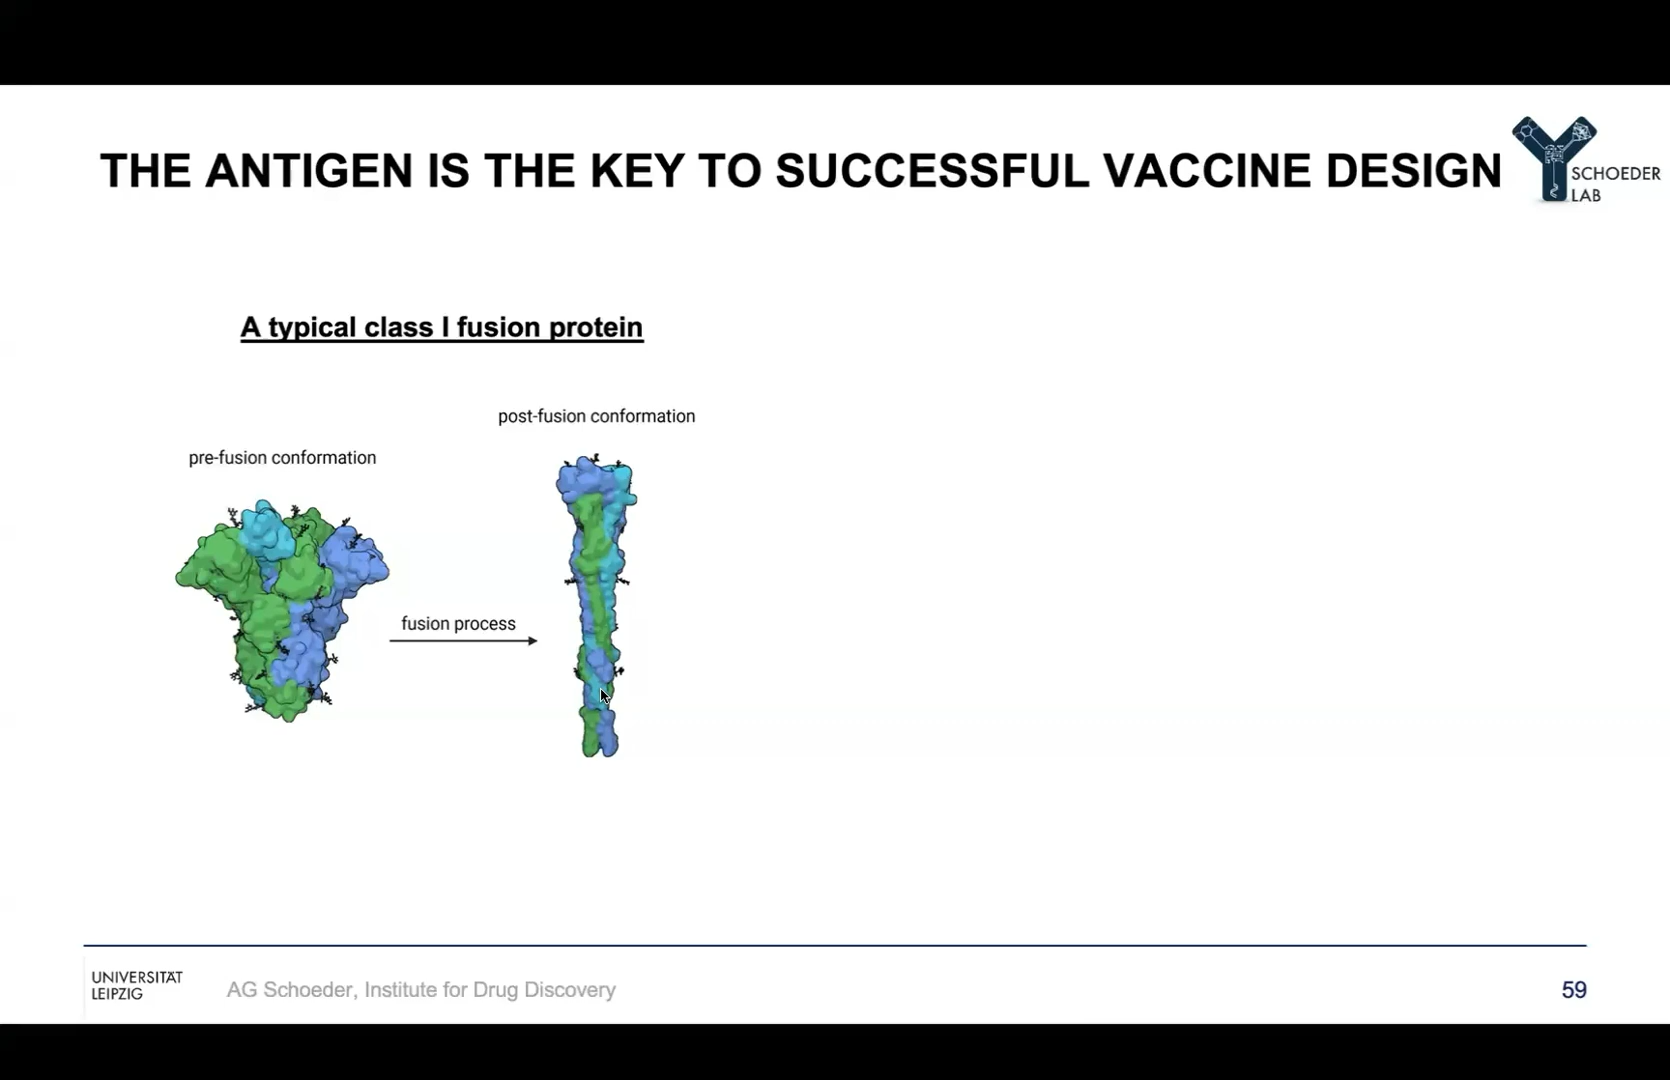 THE ANTIGEN IS THE KEY TO SUCCESSFUL VACCINE DESIGN
SCHOEDER
LAB
A typical class I fusion protein
post-fusion conformation
pre-fusion conformation
fusion process
UNIVERSITÄT
LEIPZIG
AG Schoeder, Institute for Drug Discovery
59